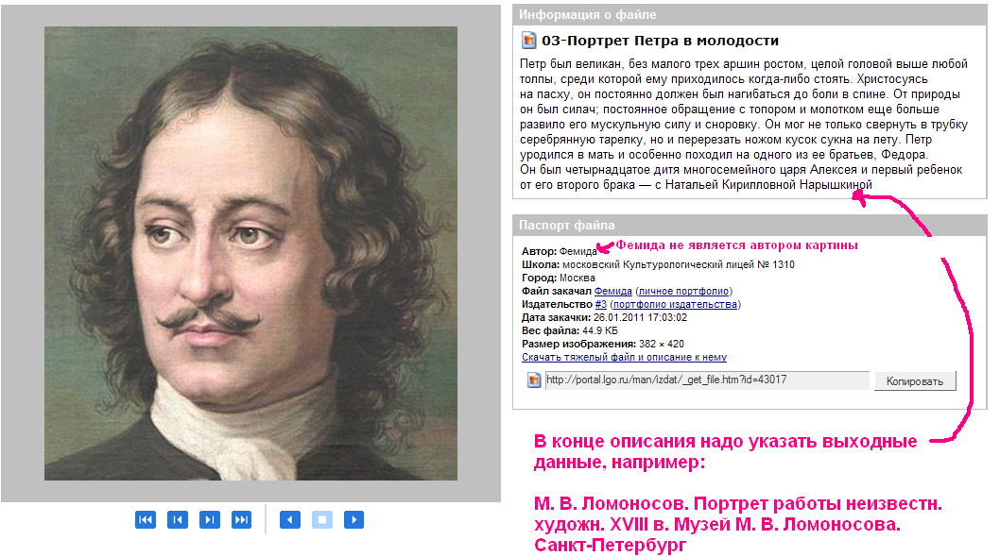 Информация о файле
03-Портрет Петра в молодости
Петр был великан, без малого трех аршин ростом, целой головой выше любой
толпы, среди которой ему приходилось когда-либо стоять. Христосуясь
на пасху, он постоянно должен был нагибаться до боли в спине. От природы
он был силач; постоянное обращение с топором и молотком еще больше
развило его мускульную силу и сноровку. Он мог не только свернуть в трубку
серебрянную тарелку, но и перерезать ножом кусок сукна на лету. Петр
уродился в мать и особенно походил на одного из ее братьев, Федора.
Он был четырнадцатое дитя многосемейного царя Алексея и первый ребенок
от его второго брака — с Натальей Кирилловной Нарышкиной
Паспорт файла
Автор: Фемида Фемида не является автором картины
Школа: московский Культурологический лицей № 1310
Город: Москва
Файл закачал Фемида (личное портфолио)
Издательство #3 (портфолио издательства)
Дата закачки: 26.01.2011 17:03:02
Вес файла: 44.9 КБ
Размер изображения: 382 × 420
Скачать тяжелый файл и описание к нему
http://portal.lgo.ru/man/izdat/_get_file.htm?id=43017 Копировать
В конце описания надо указать выходные
данные, например:
М. В. Ломоносов. Портрет работы неизвестн.
художн. XVIII в. Музей М. В. Ломоносова.
Санкт-Петербург